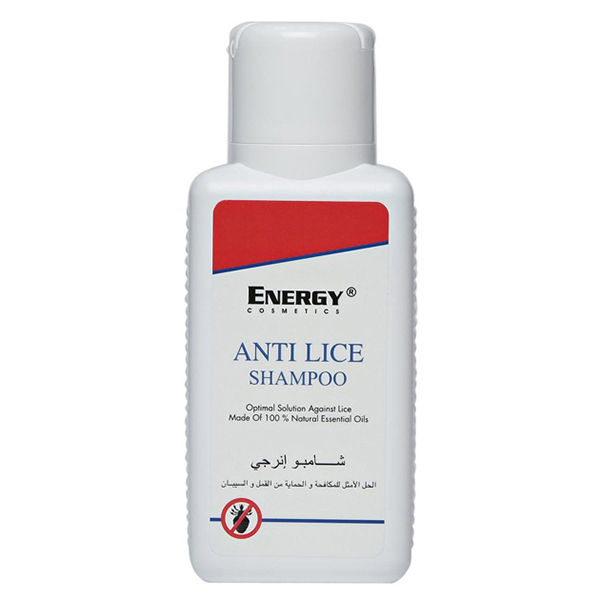 ENERGY®
COSMETICS
ANTI LICE
SHAMPOO
Optimal Solution Against Lice
Made Of 100 % Natural Essential Oils
شامبو إنرجي
الحل الأمثل للمكافحة و الحماية من القمل و السيبان